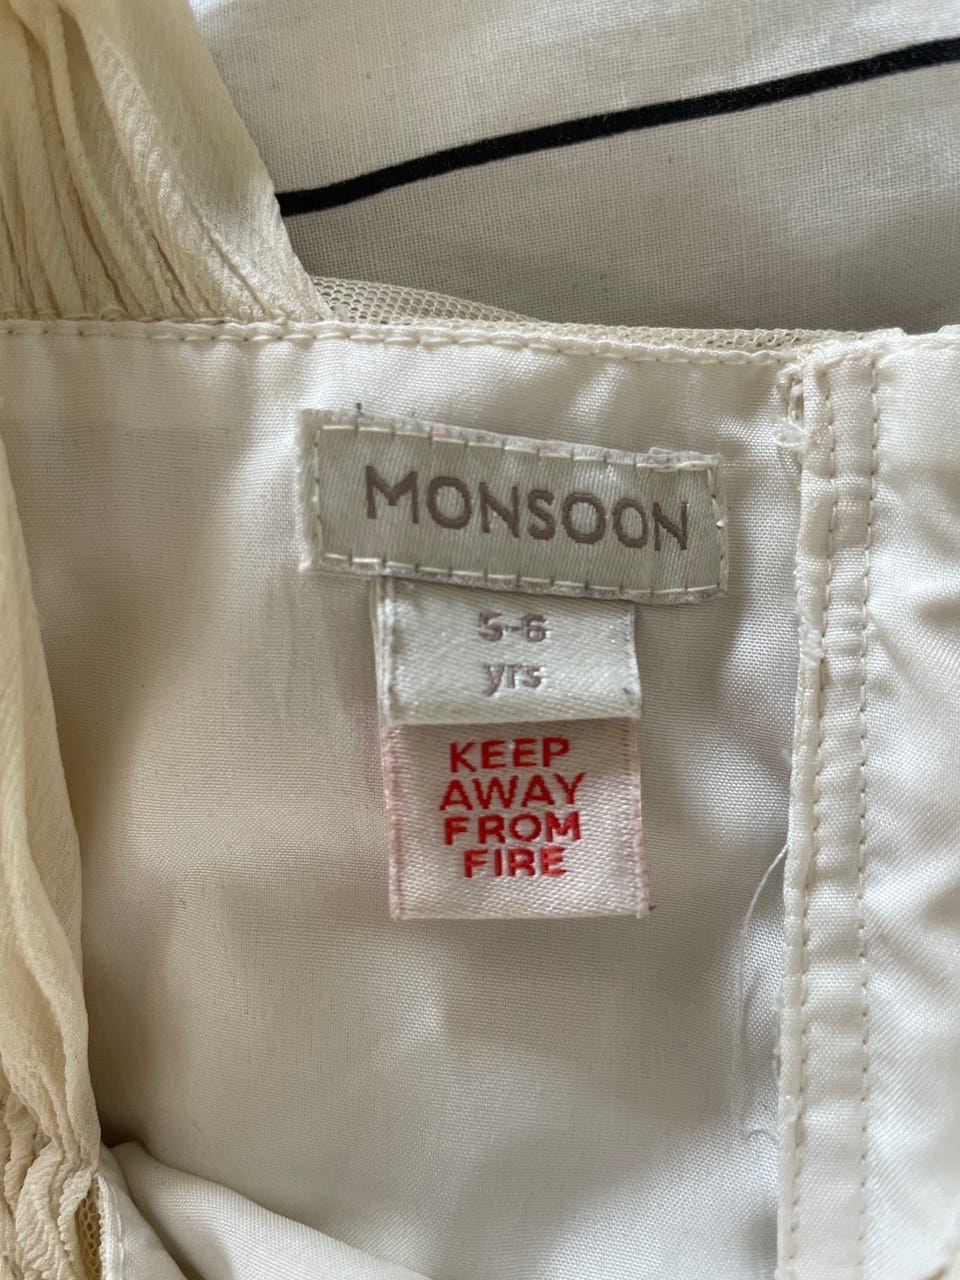 MONSOON
5-6
yrs
KEEP
AWAY
FROM
FIRE